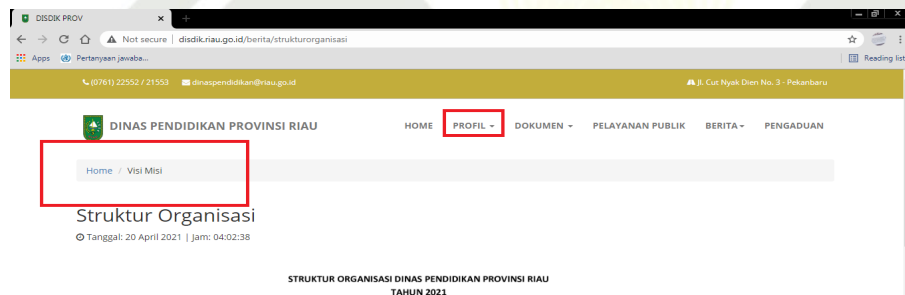 DISDIK PROV
Not secure | disdik.riau.go.id/berita/strukturorganisasi
Apps Pertanyaan jawaba... Reading list
(0761) 22552 / 21553 dinaspendidikan@riau.go.id Jl. Cut Nyak Dien No. 3 - Pekanbaru
DINAS PENDIDIKAN PROVINSI RIAU HOME PROFIL DOKUMEN PELAYANAN PUBLIK BERITA PENGADUAN
Home / Visi Misi
Struktur Organisasi
Tanggal: 20 April 2021 | Jam: 04:02:38
STRUKTUR ORGANISASI DINAS PENDIDIKAN PROVINSI RIAU
TAHUN 2021